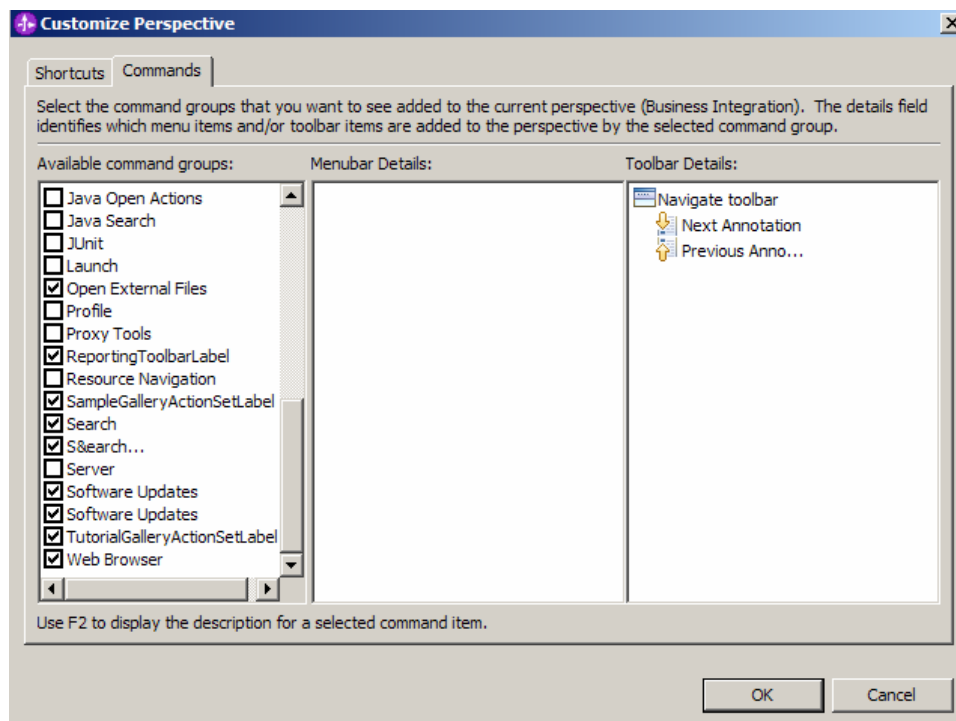 Customize Perspective
Shortcuts Commands
Select the command groups that you want to see added to the current perspective (Business Integration). The details field
identifies which menu items and/or toolbar items are added to the perspective by the selected command group.
Available command groups: Menubar Details: Toolbar Details:
Java Open Actions
Java Search
JUnit
Launch
Open External Files
Profile
Proxy Tools
ReportingToolbarLabel
Resource Navigation
SampleGalleryActionSetLabel
Search
S&earch...
Server
Software Updates
Software Updates
TutorialGalleryActionSetLabel
Web Browser
Navigate toolbar
Next Annotation
Previous Anno...
Use F2 to display the description for a selected command item.
OK Cancel